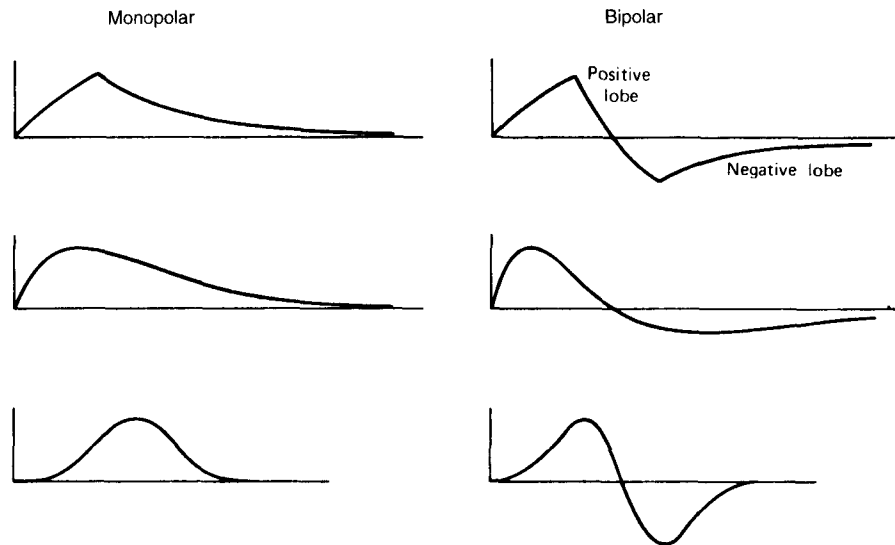 Monopolar
Bipolar
Positive
lobe
Negative lobe